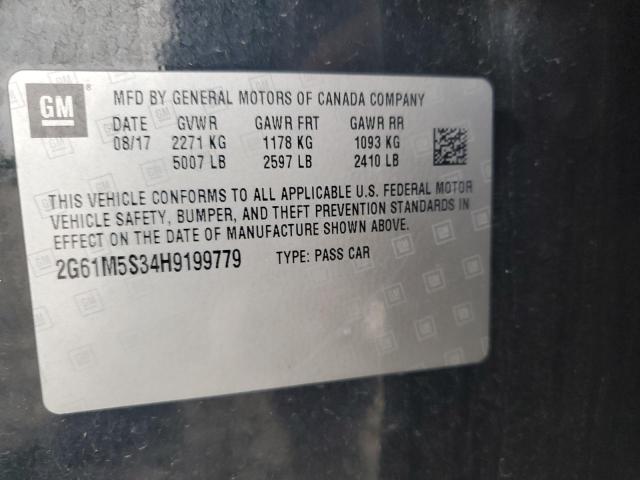 GM
MFD BY GENERAL MOTORS OF CANADA COMPANY
DATE GVWR GAWR FRT GAWR RR
08/17 2271 KG 1178 KG 1093 KG
5007 LB 2597 LB 2410 LB
THIS VEHICLE CONFORMS TO ALL APPLICABLE U.S. FEDERAL MOTOR
VEHICLE SAFETY, BUMPER, AND THEFT PREVENTION STANDARDS IN
EFFECT ON THE DATE OF MANUFACTURE SHOWN ABOVE.
2G61M5S34H9199779 TYPE: PASS CAR